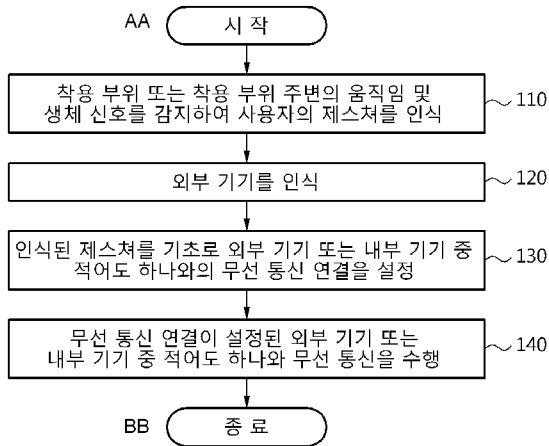 AA 시 작
착용 부위 또는 착용 부위 주변의 움직임 및
생체 신호를 감지하여 사용자의 제스쳐를 인식
110
외부 기기를 인식
120
인식된 제스쳐를 기초로 외부 기기 또는 내부 기기 중
적어도 하나와의 무선 통신 연결을 설정
130
무선 통신 연결이 설정된 외부 기기 또는
내부 기기 중 적어도 하나와 무선 통신을 수행
140
BB 종 료